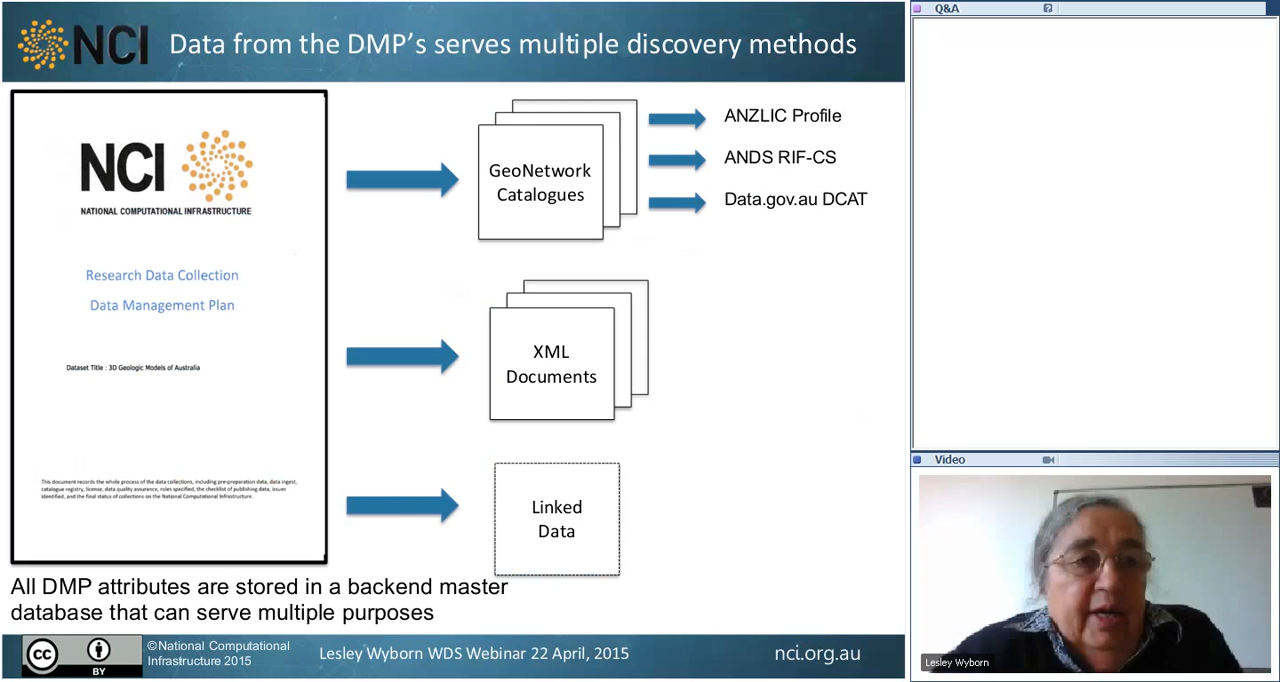 NCI
Data from the DMP's serves multiple discovery methods
NCI
NATIONAL COMPUTATIONAL INFRASTRUCTURE
Research Data Collection
Data Management Plan
Dataset Title : 3D Geologic Models of Australia
This document records the whole process of the data collections, including pre-preparation data, data ingest,
catalogue registry, license, data quality assurance, roles specified, the checklist of publishing data, issues
identified, and the final status of collections on the National Computational Infrastructure.
GeoNetwork
Catalogues
ANZLIC Profile
ANDS RIF-CS
Data.gov.au DCAT
XML
Documents
Linked
Data
All DMP attributes are stored in a backend master
database that can serve multiple purposes
cc
BY
©National Computational
Infrastructure 2015
Lesley Wyborn WDS Webinar 22 April, 2015
nci.org.au
Q&A
?
Video
Lesley Wyborn